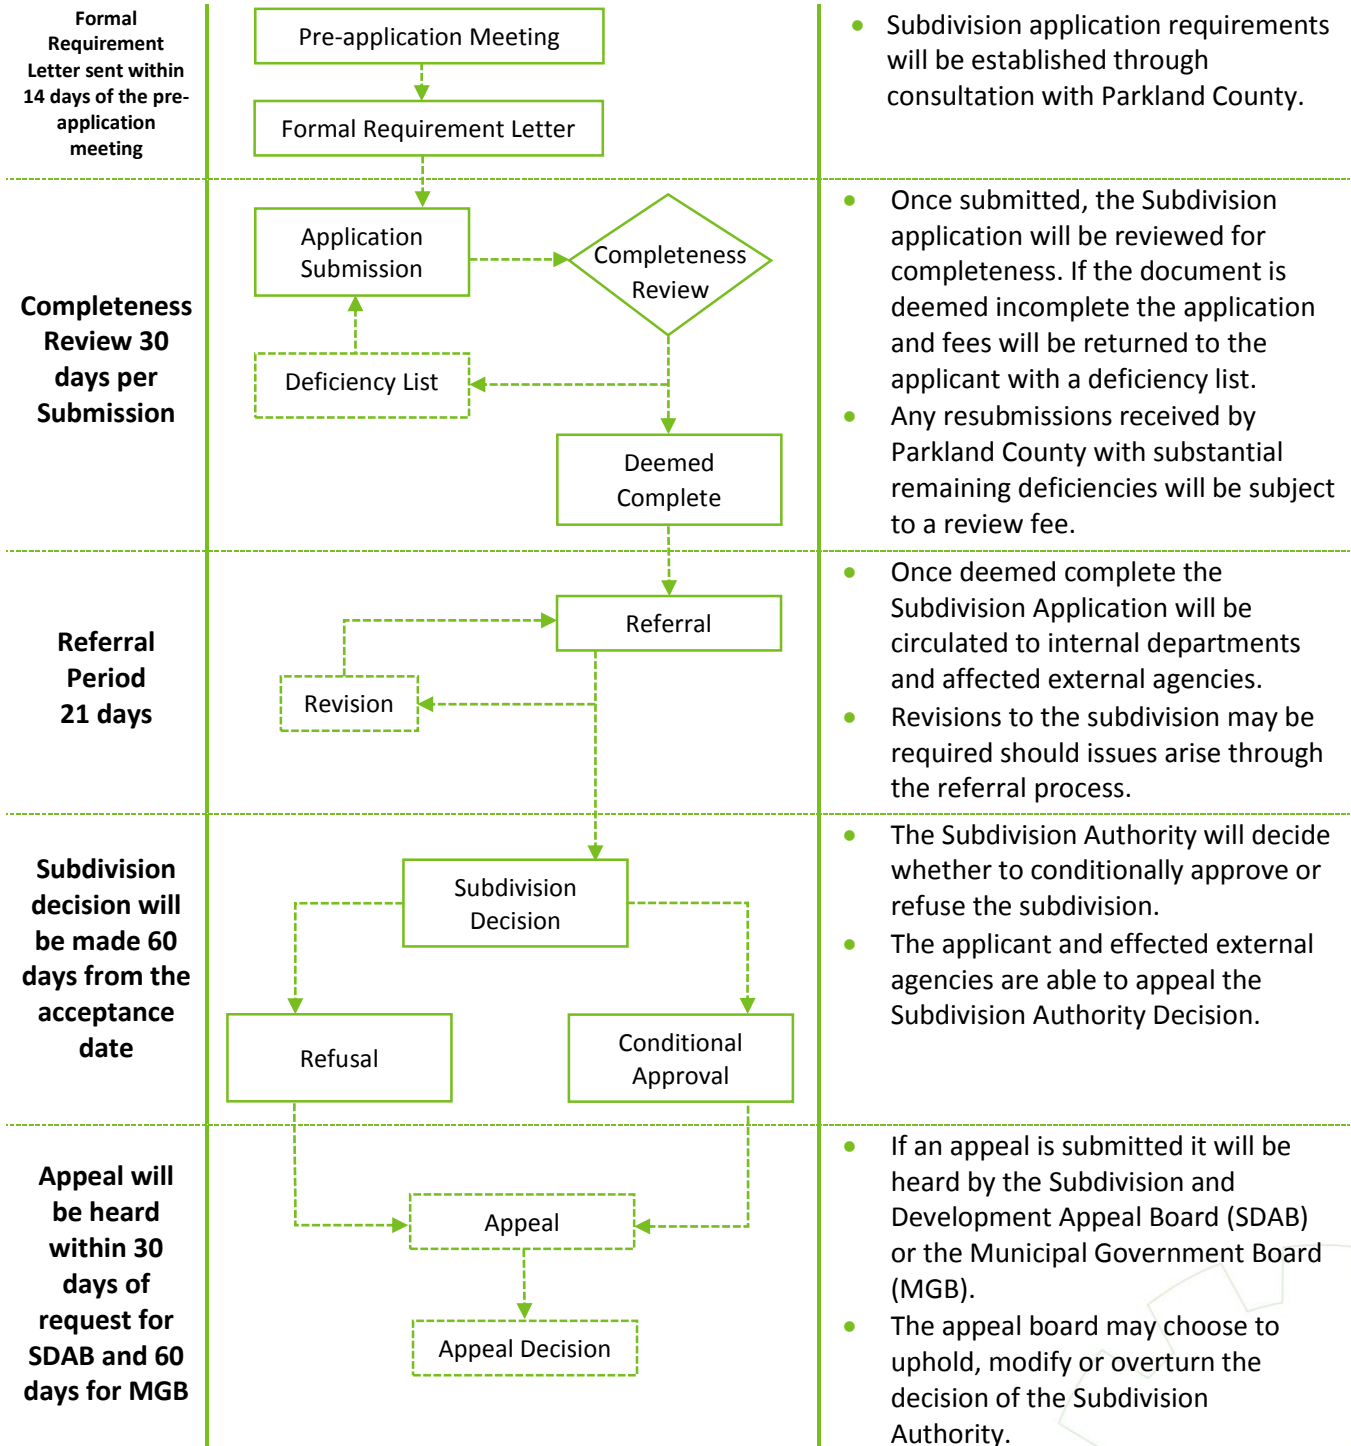 Formal
Requirement
Letter sent within
14 days of the pre-
application
meeting
Pre-application Meeting
Formal Requirement Letter
• Subdivision application requirements
will be established through
consultation with Parkland County.
Completeness
Review 30
days per
Submission
Application
Submission
Completeness
Review
Deficiency List
Deemed
Complete
• Once submitted, the Subdivision
application will be reviewed for
completeness. If the document is
deemed incomplete the application
and fees will be returned to the
applicant with a deficiency list.
• Any resubmissions received by
Parkland County with substantial
remaining deficiencies will be subject
to a review fee.
Referral
Period
21 days
Referral
Revision
• Once deemed complete the
Subdivision Application will be
circulated to internal departments
and affected external agencies.
• Revisions to the subdivision may be
required should issues arise through
the referral process.
Subdivision
decision will
be made 60
days from the
acceptance
date
Subdivision
Decision
Refusal
Conditional
Approval
• The Subdivision Authority will decide
whether to conditionally approve or
refuse the subdivision.
• The applicant and effected external
agencies are able to appeal the
Subdivision Authority Decision.
Appeal will
be heard
within 30
days of
request for
SDAB and 60
days for MGB
Appeal
Appeal Decision
• If an appeal is submitted it will be
heard by the Subdivision and
Development Appeal Board (SDAB)
or the Municipal Government Board
(MGB).
• The appeal board may choose to
uphold, modify or overturn the
decision of the Subdivision
Authority.